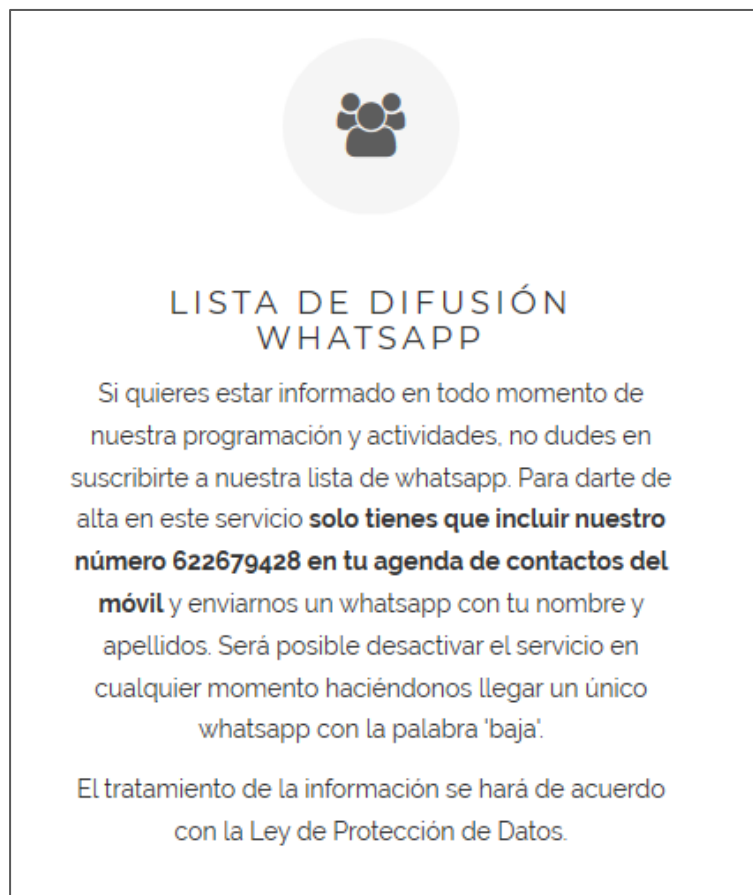 LISTA DE DIFUSIÓN
WHATSAPP
Si quieres estar informado en todo momento de
nuestra programación y actividades, no dudes en
suscribirte a nuestra lista de whatsapp. Para darte de
alta en este servicio solo tienes que incluir nuestro
número 622679428 en tu agenda de contactos del
móvil y enviarnos un whatsapp con tu nombre y
apellidos. Será posible desactivar el servicio en
cualquier momento haciéndonos llegar un único
whatsapp con la palabra 'baja'.
El tratamiento de la información se hará de acuerdo
con la Ley de Protección de Datos.